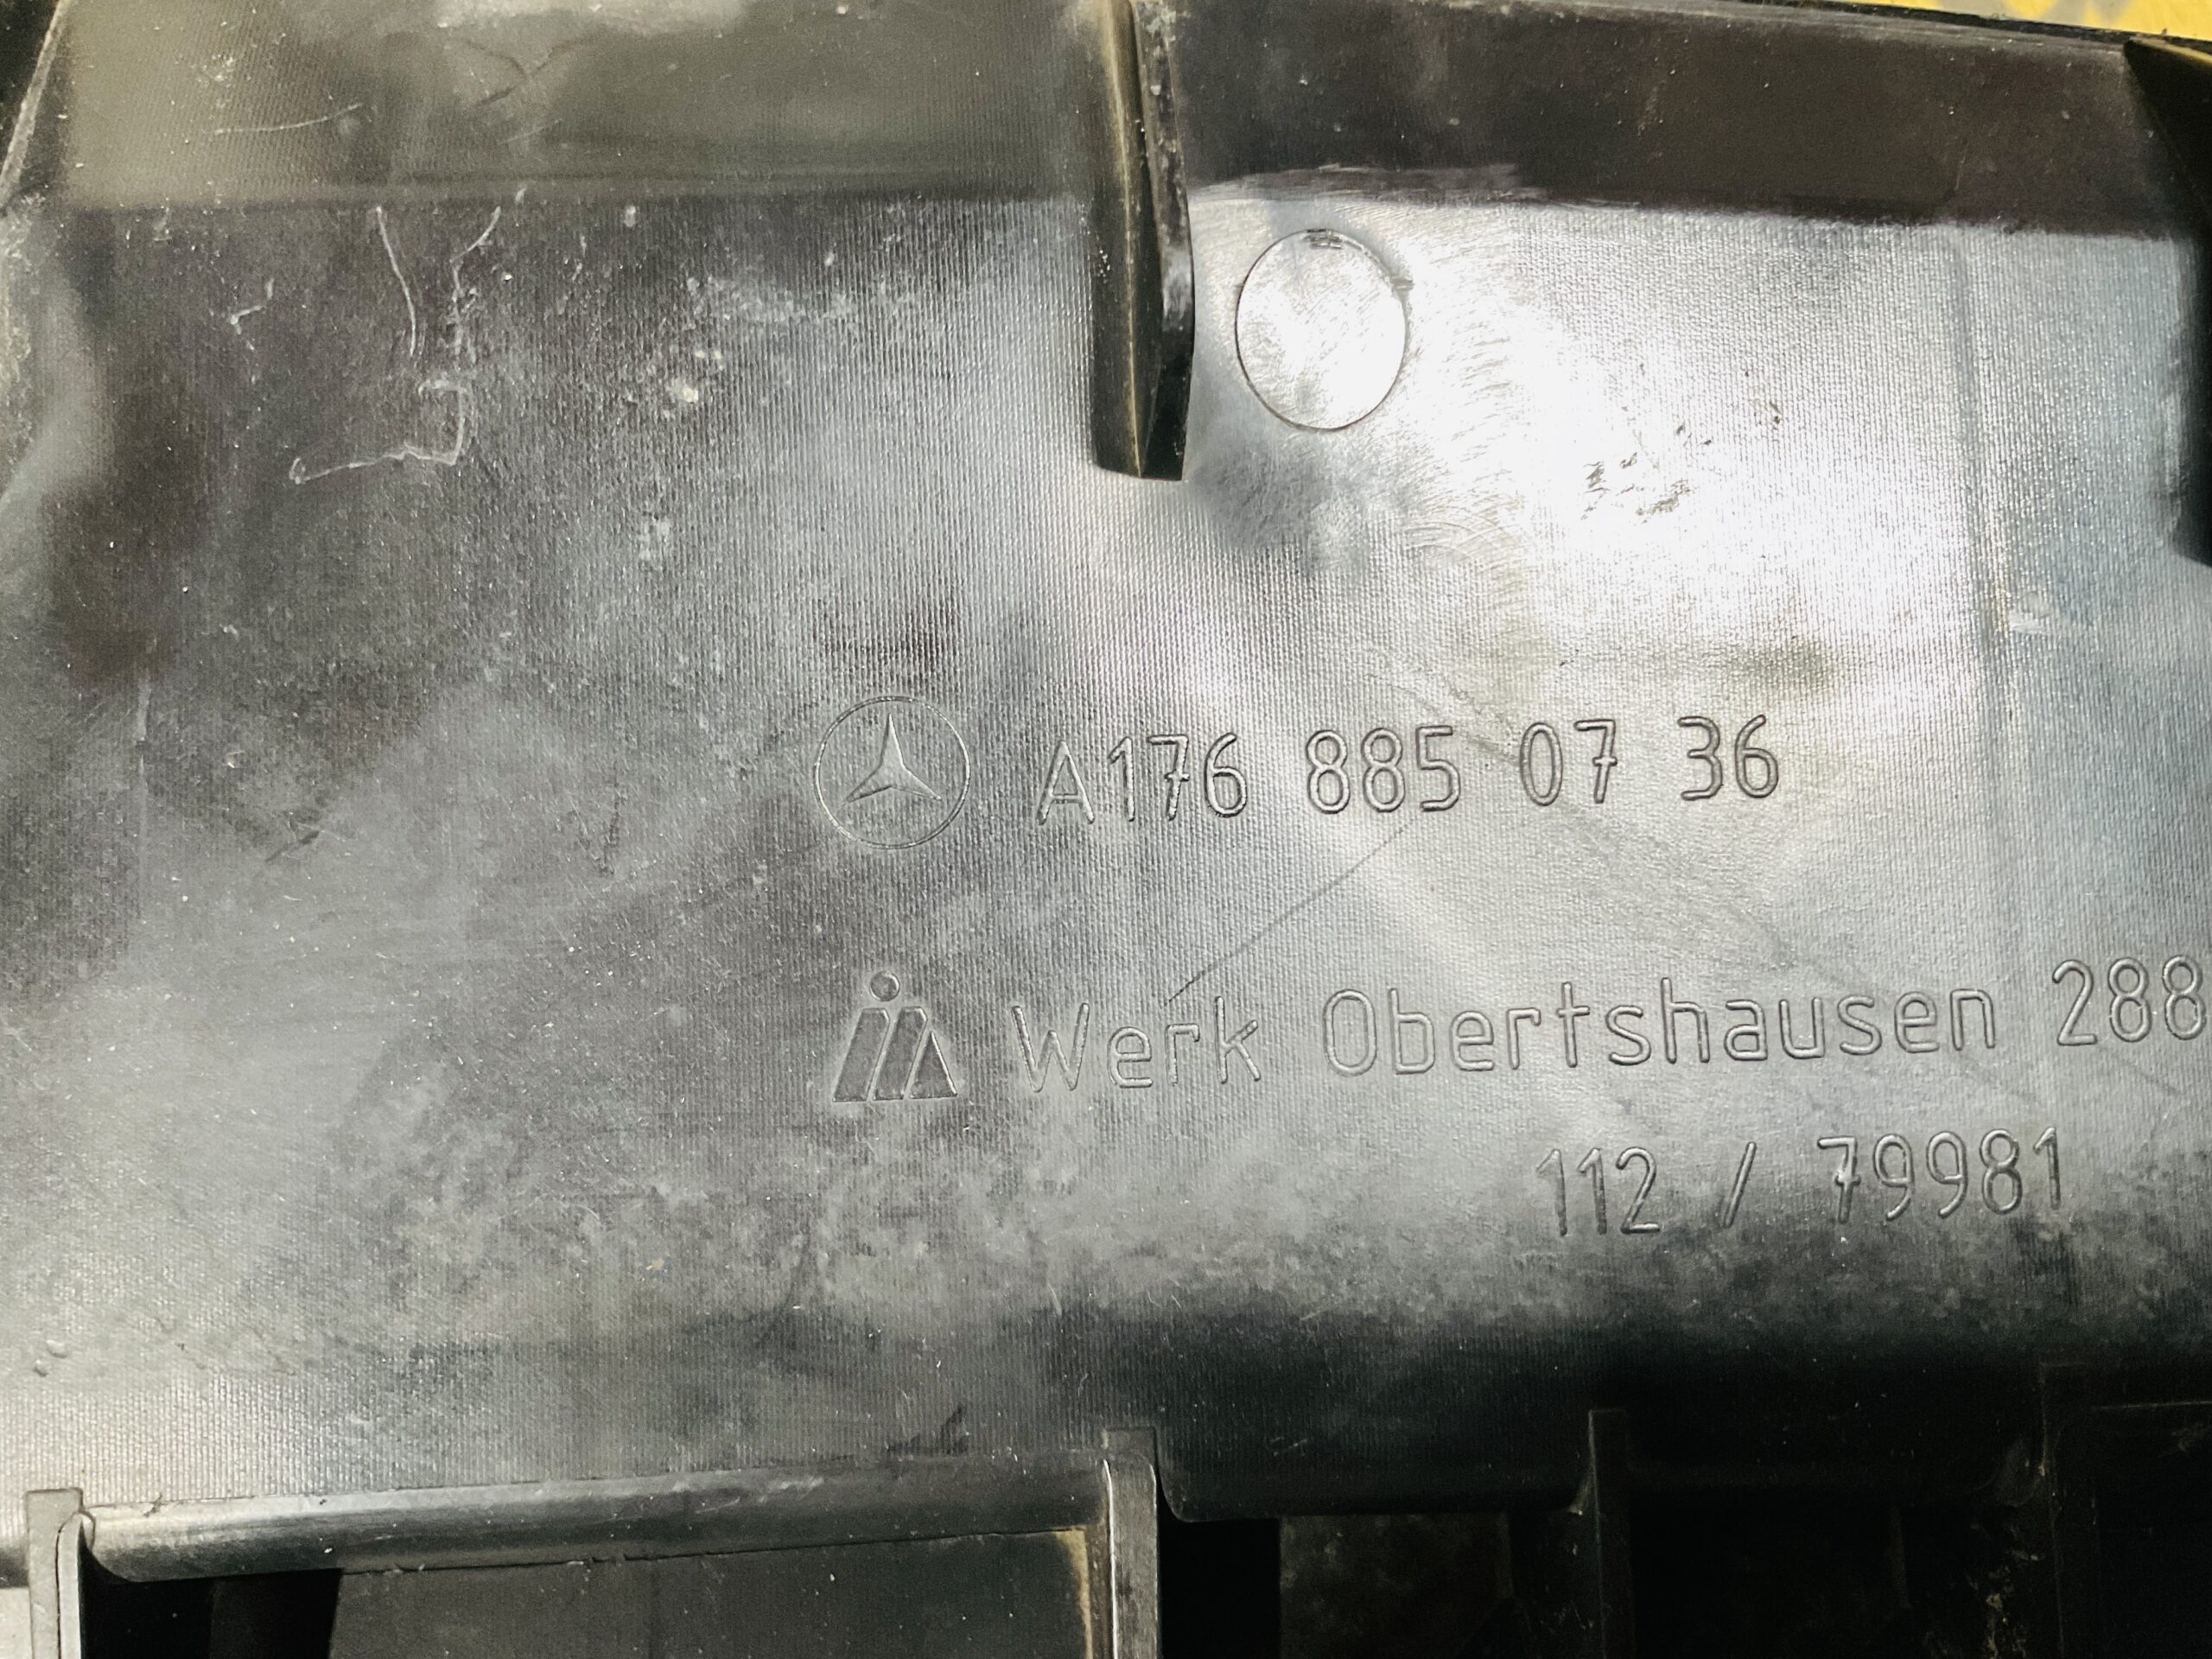 A176 885 07 36
Werk Obertshausen 288
112 / 79981